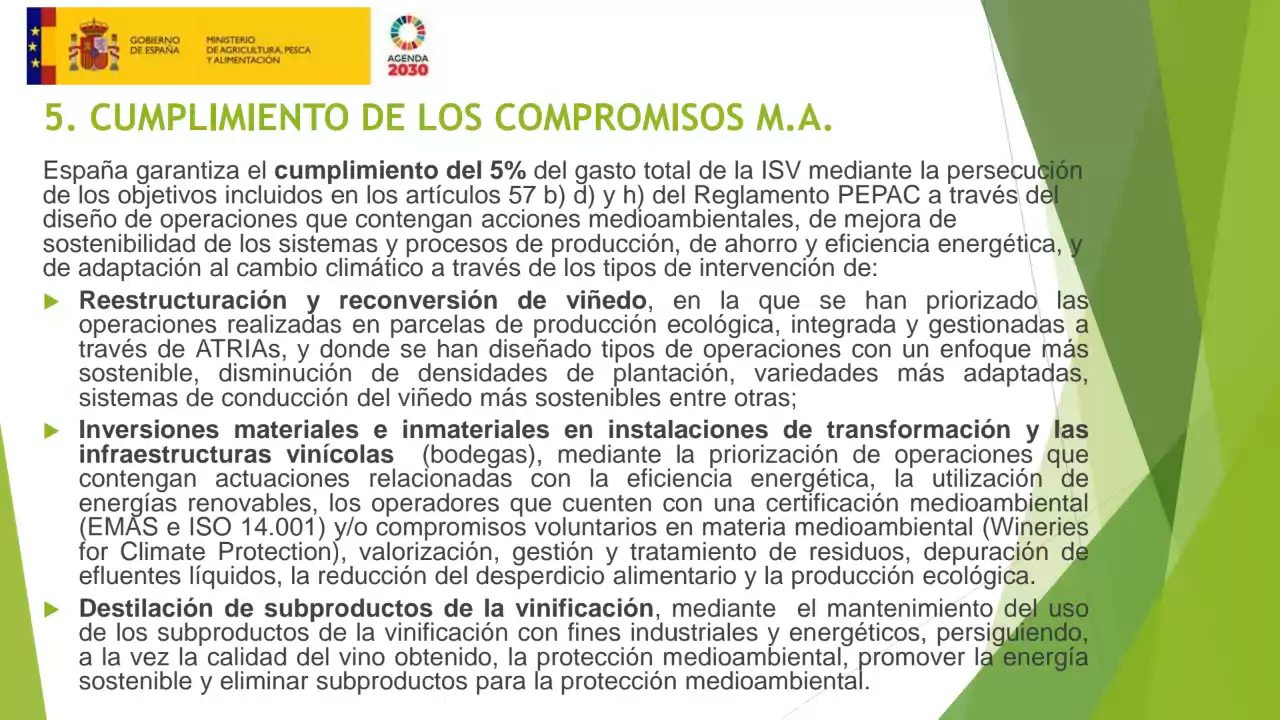 GOBIERNO
DE ESPAÑA
MINISTERIO
DE AGRICULTURA, PESCA
Y ALIMENTACIÓN
AGENDA
2030
5. CUMPLIMIENTO DE LOS COMPROMISOS M.A.
España garantiza el cumplimiento del 5% del gasto total de la ISV mediante la persecución
de los objetivos incluidos en los artículos 57 b) d) y h) del Reglamento PEPAC a través del
diseño de operaciones que contengan acciones medioambientales, de mejora de
sostenibilidad de los sistemas y procesos de producción, de ahorro y eficiencia energética, y
de adaptación al cambio climático a través de los tipos de intervención de:
Reestructuración y reconversión de viñedo, en la que se han priorizado las
operaciones realizadas en parcelas de producción ecológica, integrada y gestionadas a
través de ATRIAs, y donde se han diseñado tipos de operaciones con un enfoque más
sostenible, disminución de densidades de plantación, variedades más adaptadas,
sistemas de conducción del viñedo más sostenibles entre otras;
Inversiones materiales e inmateriales en instalaciones de transformación y las
infraestructuras vinícolas (bodegas), mediante la priorización de operaciones que
contengan actuaciones relacionadas con la eficiencia energética, la utilización de
energías renovables, los operadores que cuenten con una certificación medioambiental
(EMAS e ISO 14.001) y/o compromisos voluntarios en materia medioambiental (Wineries
for Climate Protection), valorización, gestión y tratamiento de residuos, depuración de
efluentes líquidos, la reducción del desperdicio alimentario y la producción ecológica.
Destilación de subproductos de la vinificación, mediante el mantenimiento del uso
de los subproductos de la vinificación con fines industriales y energéticos, persiguiendo,
a la vez la calidad del vino obtenido, la protección medioambiental, promover la energía
sostenible y eliminar subproductos para la protección medioambiental.